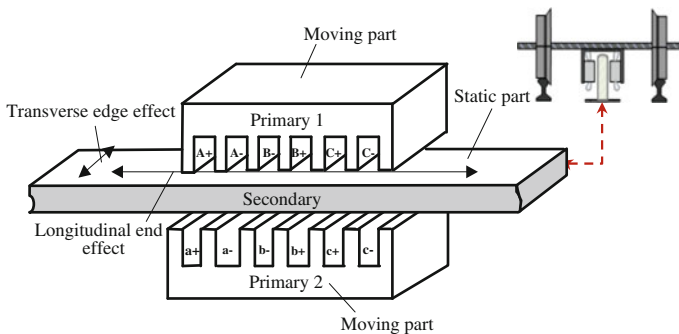 Moving part
Transverse edge effect
Primary 1
Static part
A+ A- B- B+ C+ C-
Secondary
Longitudinal end
effect
a+ a- b- b+ c+ c-
Primary 2
Moving part